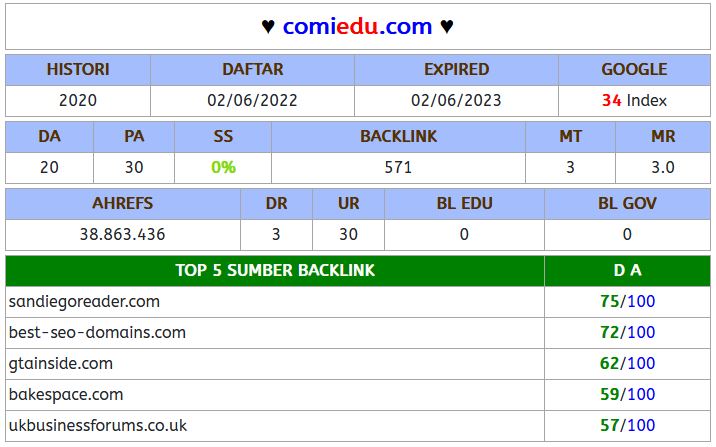 ♥ comiedu.com ♥
HISTORI DAFTAR EXPIRED GOOGLE
2020 02/06/2022 02/06/2023 34 Index
DA PA SS BACKLINK MT MR
20 30 0% 571 3 3.0
AHREFS DR UR BL EDU BL GOV
38.863.436 3 30 0 0
TOP 5 SUMBER BACKLINK D A
sandiegoreader.com 75/100
best-seo-domains.com 72/100
gtainside.com 62/100
bakespace.com 59/100
ukbusinessforums.co.uk 57/100